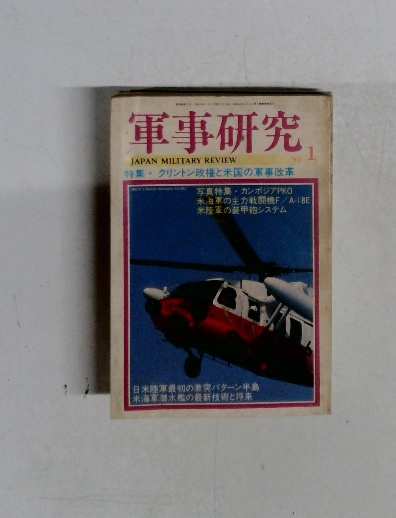 軍事研究
JAPAN MILITARY REVIEW
1
特集・クリントン政権と米国の軍事改革
写真特集・カンボジアPKO
米海軍の主力戦闘機F/A-18E
米陸軍の装甲砲システム
日米陸軍最初の激突バターン半島
米海軍潜水艦の最新技術と将来